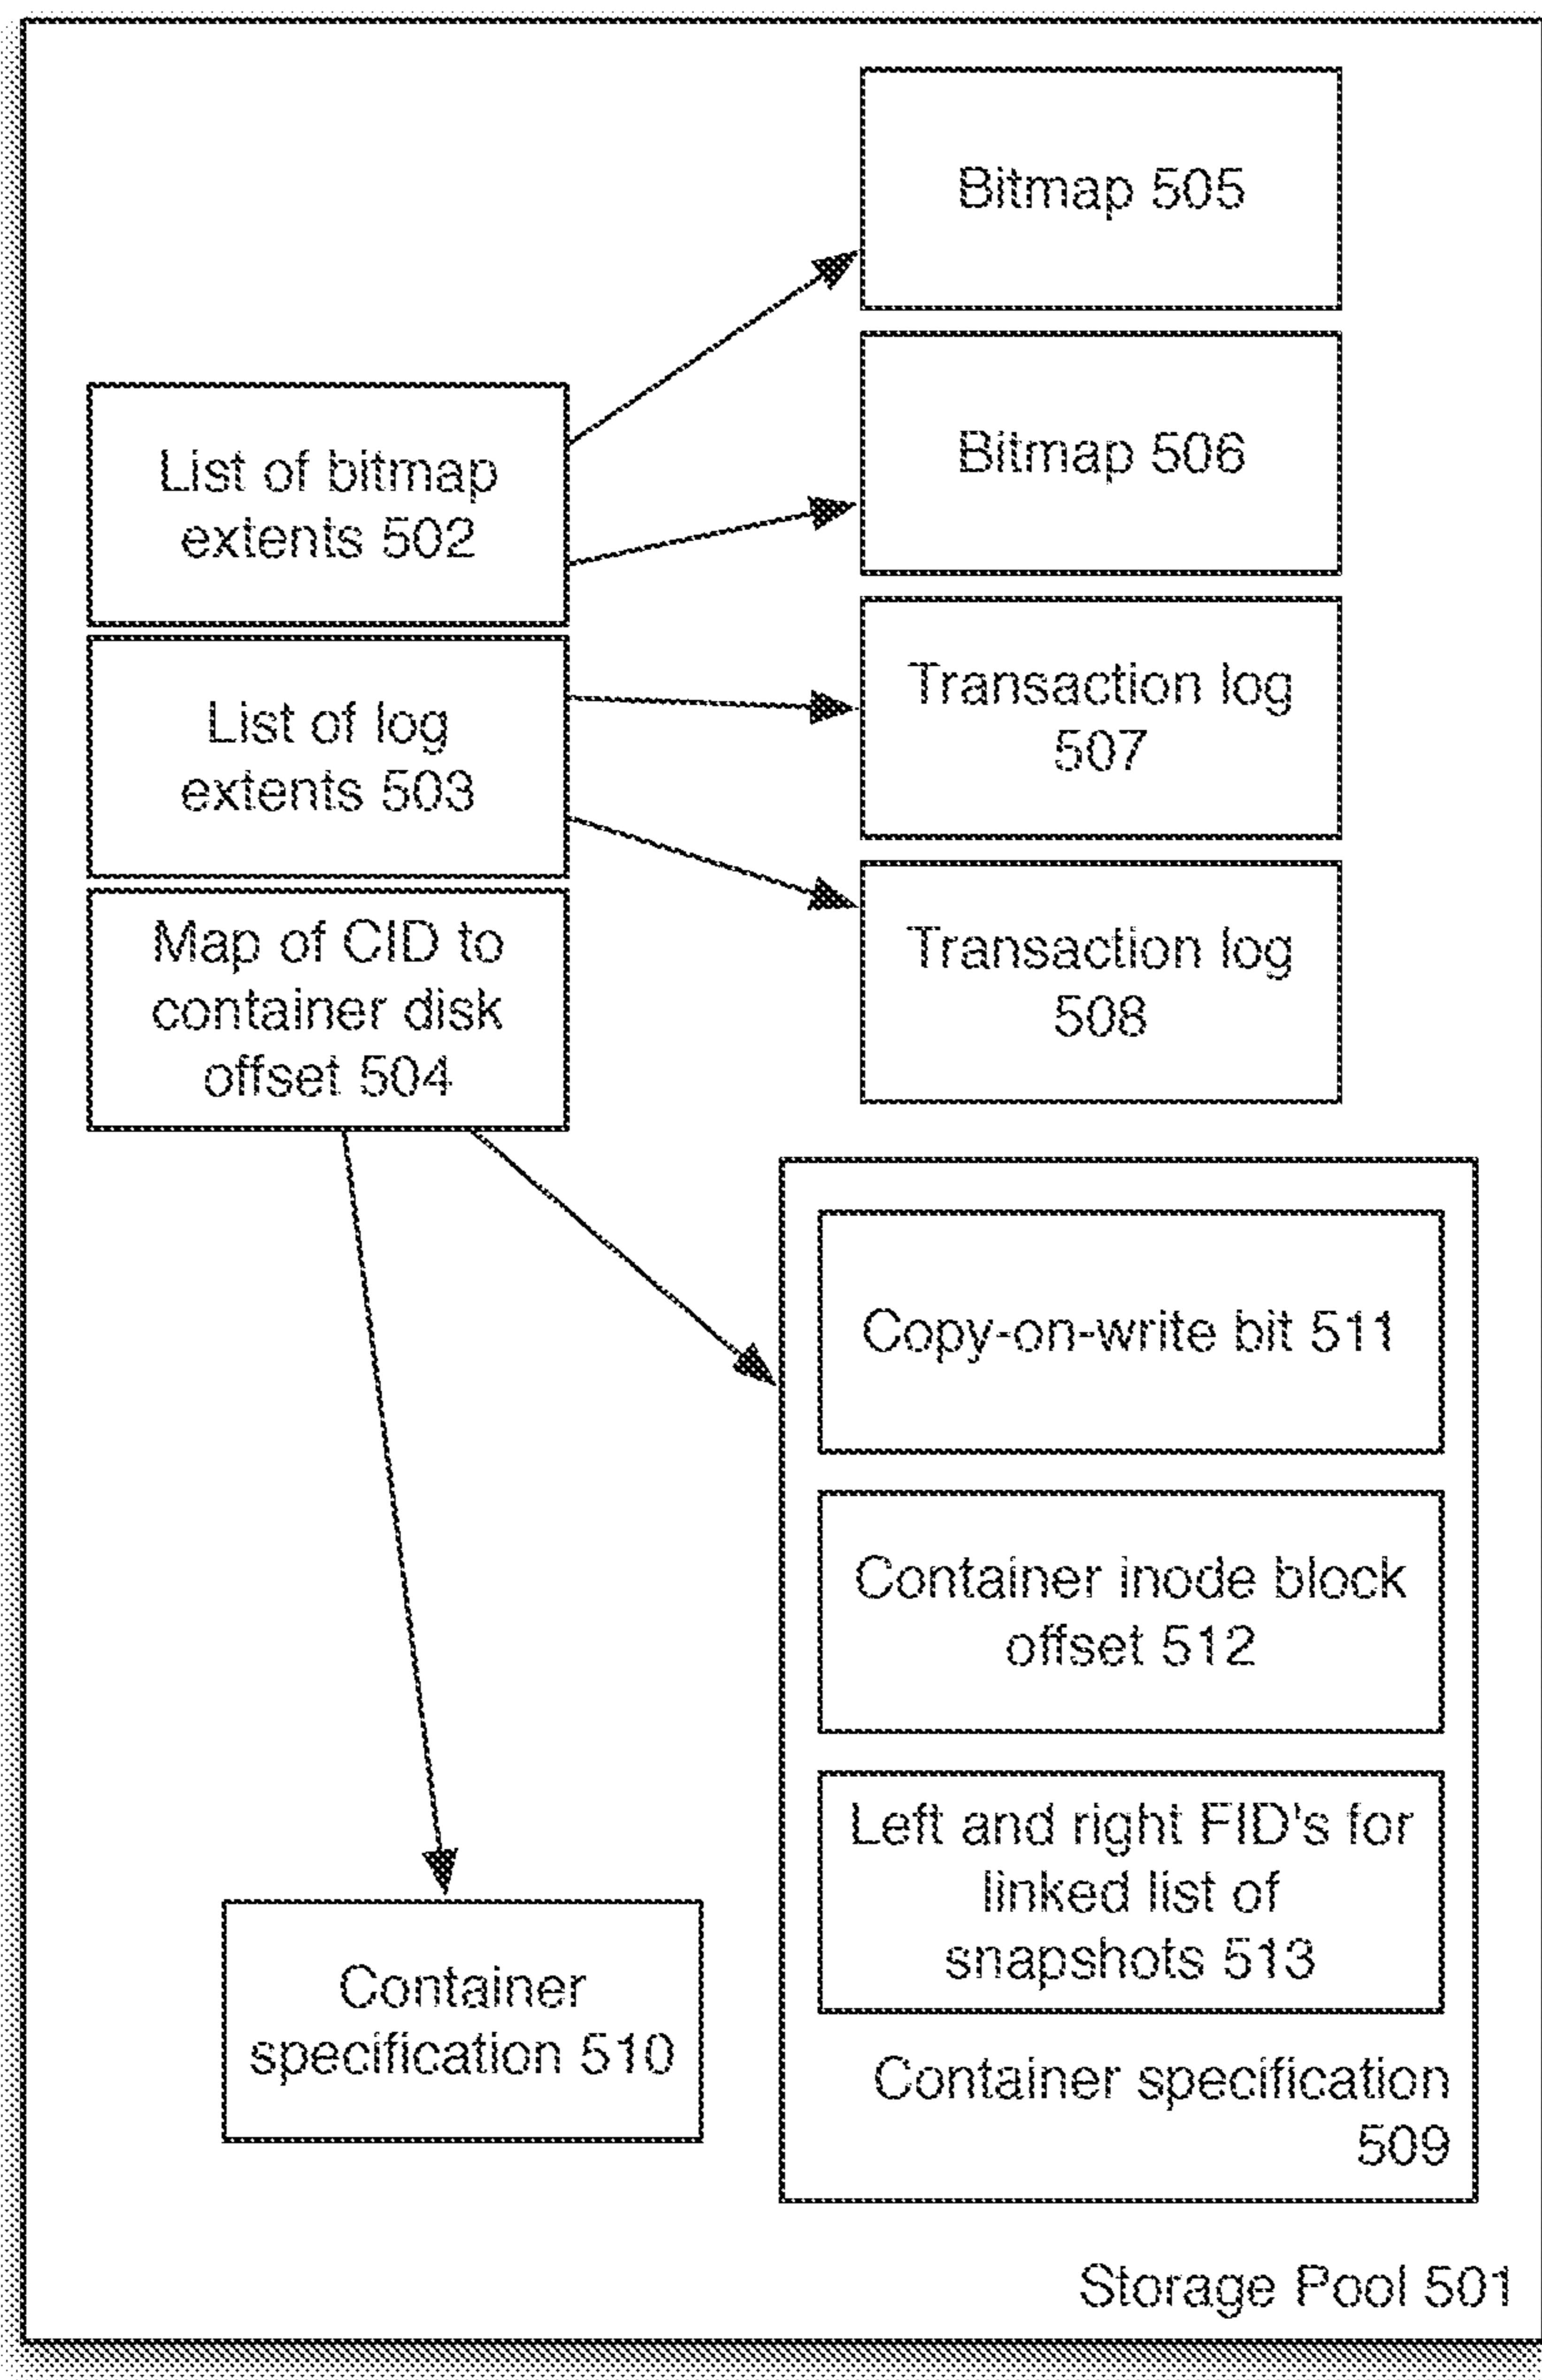 Bitmap 505
Bitmap 506
List of bitmap
extents 502
List of log
extents 503
Transaction log
507
Map of CID to
container disk
offset 504
Transaction log
508
Copy-on-write bit 511
Container inode block
offset 512
Left and right FID's for
linked list of
snapshots 513
Container specification
509
Container
specification 510
Storage Pool 501